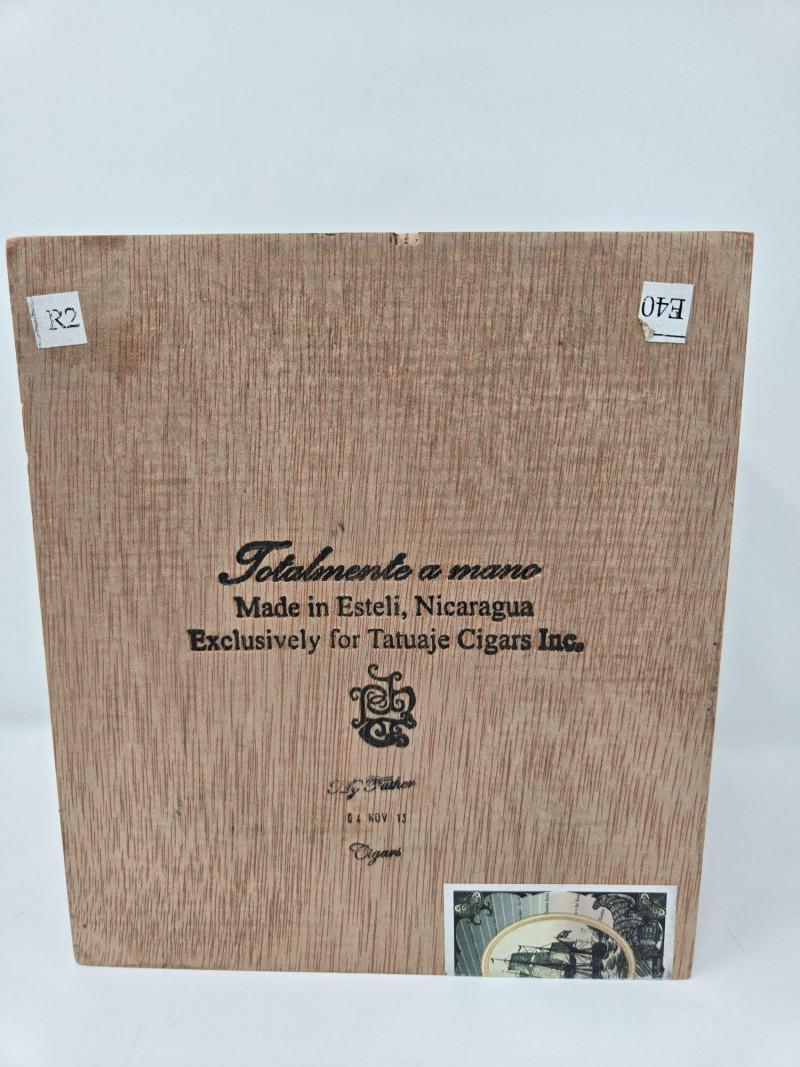 R2
E40
Totalmente a mano
Made in Esteli, Nicaragua
Exclusively for Tatuaje Cigars Inc.
My Father
04 NOV 13
Cigars